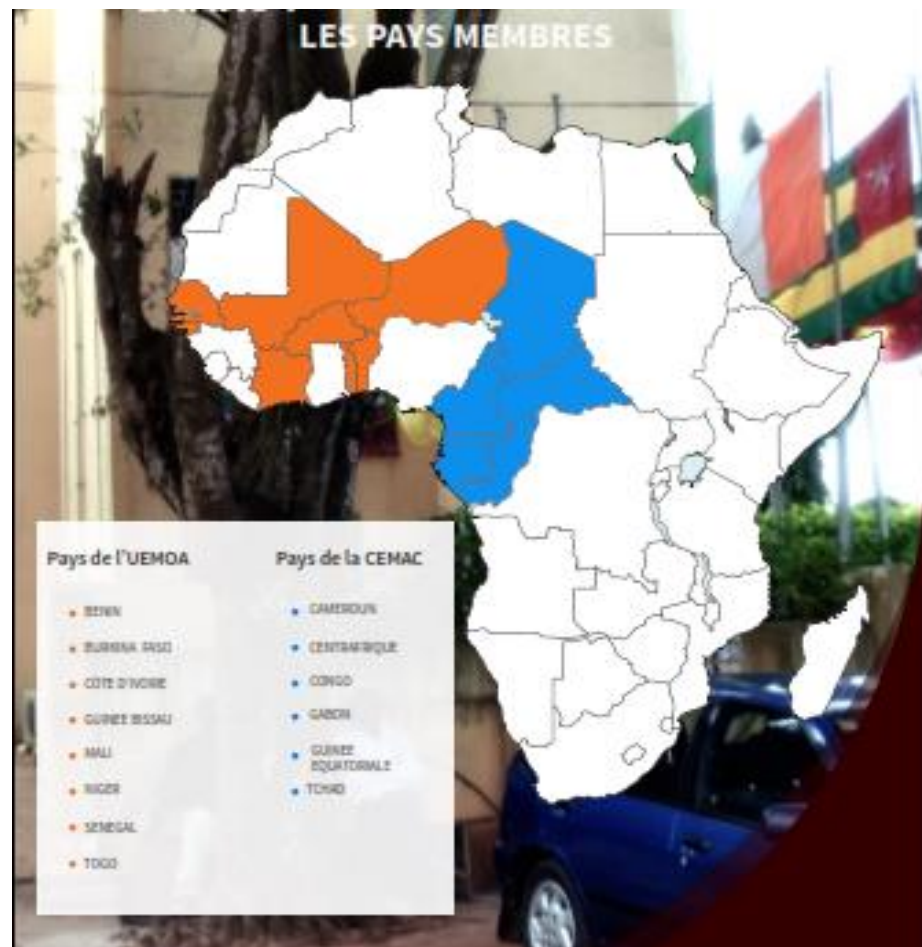 LES PAYS MEMBRES
Pays de l'UEMOA
BENIN
BURKINA FASO
COTE D'IVOIRE
GUINEE BISSAU
MALI
NIGER
SENEGAL
TOGO
Pays de la CEMAC
CAMEROUN
CENTRAFRIQUE
CONGO
GABON
GUINEE
EQUATORIALE
TCHAD